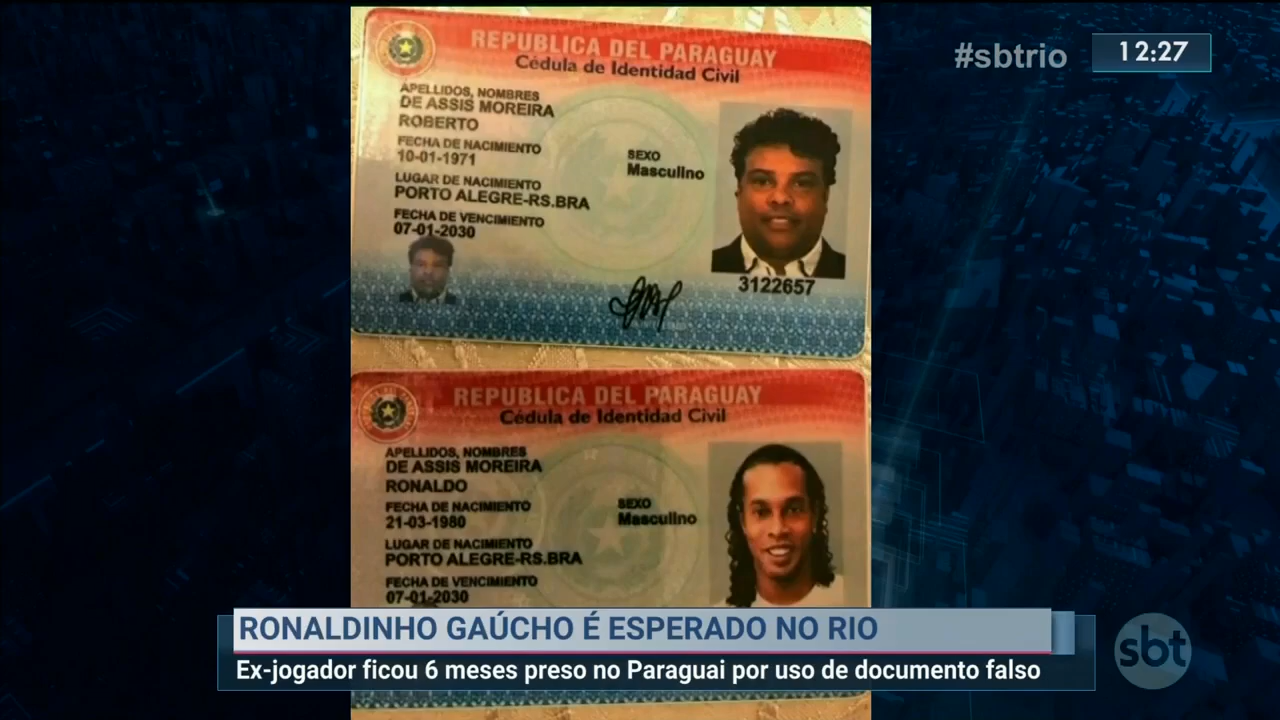 #sbtrio
12:27
REPUBLICA DEL PARAGUAY
Cédula de Identidad Civil
APELLIDOS, NOMBRES
DE ASSIS MOREIRA
ROBERTO
FECHA DE NACIMIENTO
10-01-1971
SEXO
Masculino
LUGAR DE NACIMIENTO
PORTO ALEGRE-RS.BRA
FECHA DE VENCIMIENTO
07-01-2030
3122657
REPUBLICA DEL PARAGUAY
Cédula de Identidad Civil
APELLIDOS, NOMBRES
DE ASSIS MOREIRA
RONALDO
FECHA DE NACIMIENTO
21-03-1980
SEXO
Masculino
LUGAR DE NACIMIENTO
PORTO ALEGRE-RS.BRA
FECHA DE VENCIMIENTO
07-01-2030
RONALDINHO GAÚCHO É ESPERADO NO RIO
Ex-jogador ficou 6 meses preso no Paraguai por uso de documento falso
sbt